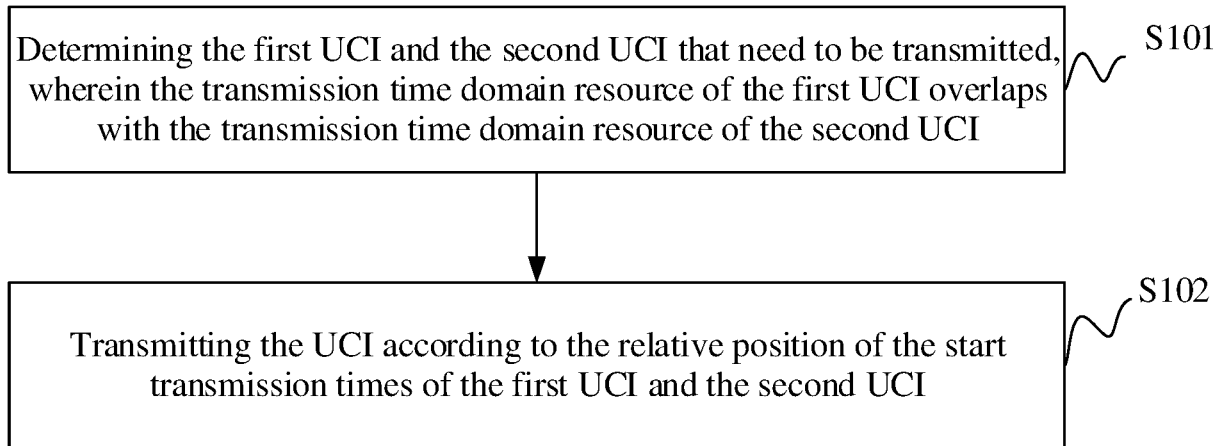 Determining the first UCI and the second UCI that need to be transmitted,
wherein the transmission time domain resource of the first UCI overlaps
with the transmission time domain resource of the second UCI
S101
Transmitting the UCI according to the relative position of the start
transmission times of the first UCI and the second UCI
S102